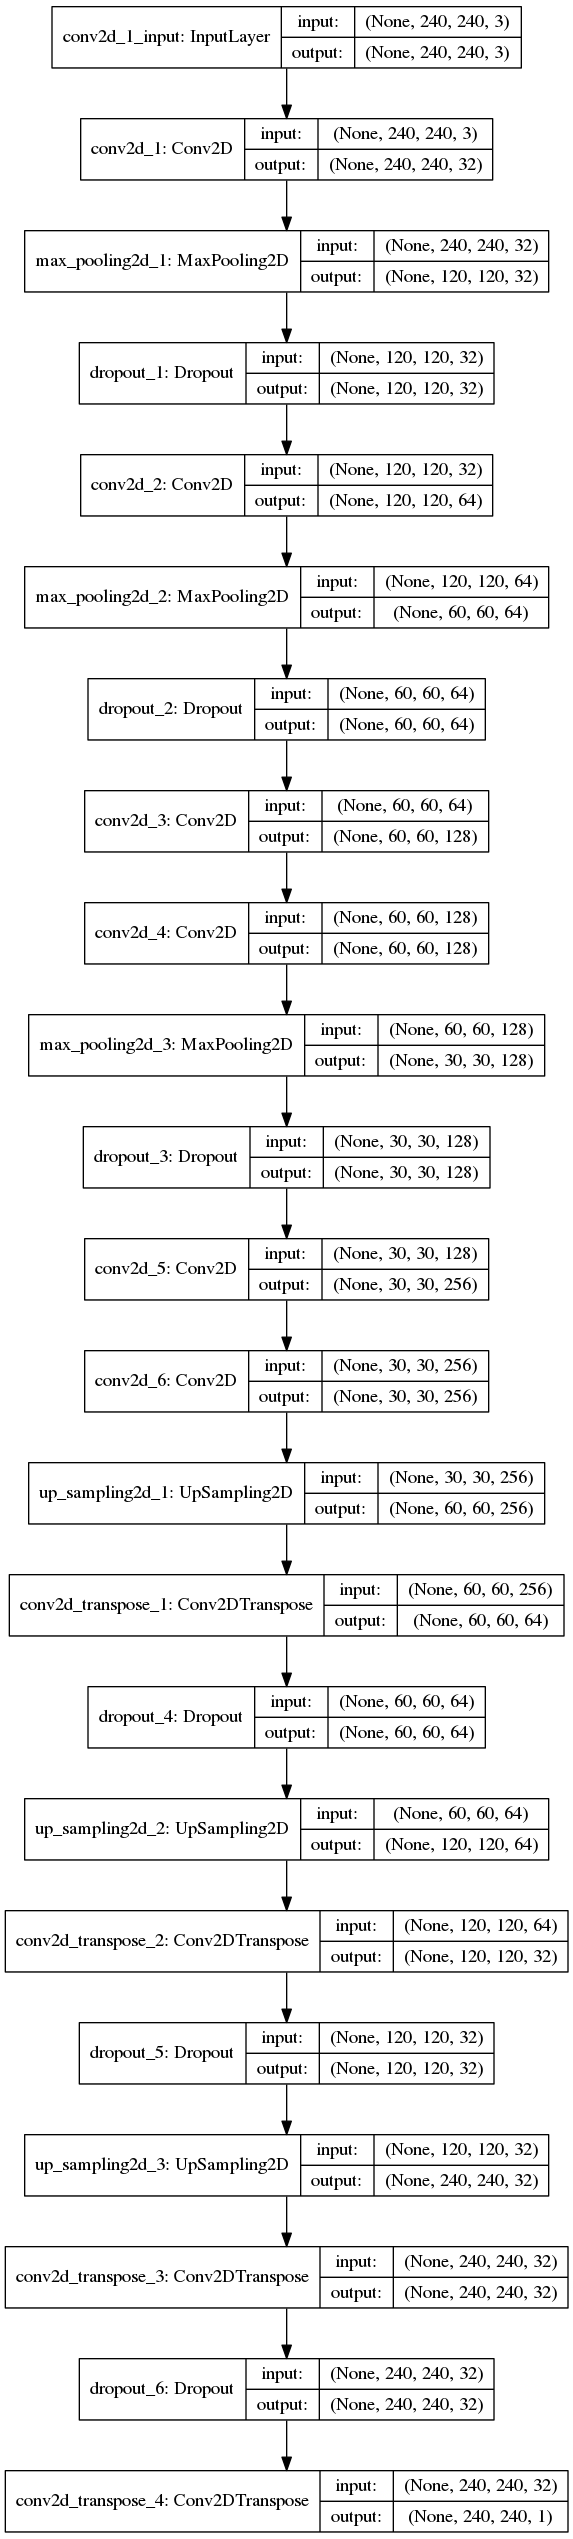 conv2d_1_input: InputLayer
input: (None, 240, 240, 3)
output: (None, 240, 240, 3)
conv2d_1: Conv2D
input: (None, 240, 240, 3)
output: (None, 240, 240, 32)
max_pooling2d_1: MaxPooling2D
input: (None, 240, 240, 32)
output: (None, 120, 120, 32)
dropout_1: Dropout
input: (None, 120, 120, 32)
output: (None, 120, 120, 32)
conv2d_2: Conv2D
input: (None, 120, 120, 32)
output: (None, 120, 120, 64)
max_pooling2d_2: MaxPooling2D
input: (None, 120, 120, 64)
output: (None, 60, 60, 64)
dropout_2: Dropout
input: (None, 60, 60, 64)
output: (None, 60, 60, 64)
conv2d_3: Conv2D
input: (None, 60, 60, 64)
output: (None, 60, 60, 128)
conv2d_4: Conv2D
input: (None, 60, 60, 128)
output: (None, 60, 60, 128)
max_pooling2d_3: MaxPooling2D
input: (None, 60, 60, 128)
output: (None, 30, 30, 128)
dropout_3: Dropout
input: (None, 30, 30, 128)
output: (None, 30, 30, 128)
conv2d_5: Conv2D
input: (None, 30, 30, 128)
output: (None, 30, 30, 256)
conv2d_6: Conv2D
input: (None, 30, 30, 256)
output: (None, 30, 30, 256)
up_sampling2d_1: UpSampling2D
input: (None, 30, 30, 256)
output: (None, 60, 60, 256)
conv2d_transpose_1: Conv2DTranspose
input: (None, 60, 60, 256)
output: (None, 60, 60, 64)
dropout_4: Dropout
input: (None, 60, 60, 64)
output: (None, 60, 60, 64)
up_sampling2d_2: UpSampling2D
input: (None, 60, 60, 64)
output: (None, 120, 120, 64)
conv2d_transpose_2: Conv2DTranspose
input: (None, 120, 120, 64)
output: (None, 120, 120, 32)
dropout_5: Dropout
input: (None, 120, 120, 32)
output: (None, 120, 120, 32)
up_sampling2d_3: UpSampling2D
input: (None, 120, 120, 32)
output: (None, 240, 240, 32)
conv2d_transpose_3: Conv2DTranspose
input: (None, 240, 240, 32)
output: (None, 240, 240, 32)
dropout_6: Dropout
input: (None, 240, 240, 32)
output: (None, 240, 240, 32)
conv2d_transpose_4: Conv2DTranspose
input: (None, 240, 240, 32)
output: (None, 240, 240, 1)